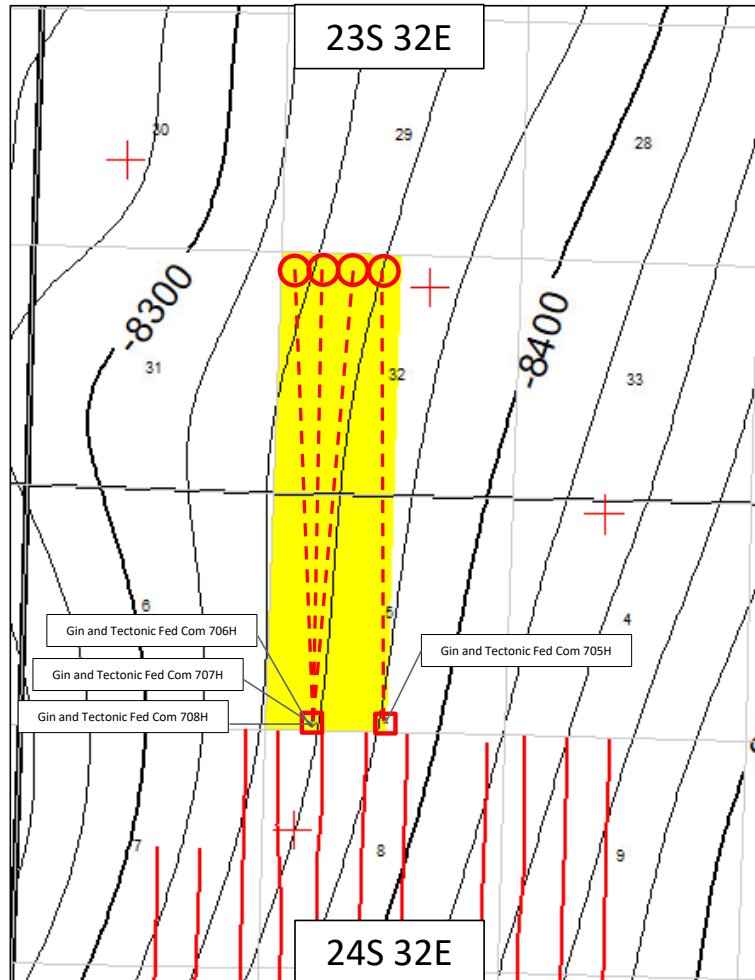 23S 32E
30
29
28
-8300
-8400
31
32
33
6
5
4
Gin and Tectonic Fed Com 706H
Gin and Tectonic Fed Com 705H
Gin and Tectonic Fed Com 707H
Gin and Tectonic Fed Com 708H
7
8
9
24S 32E